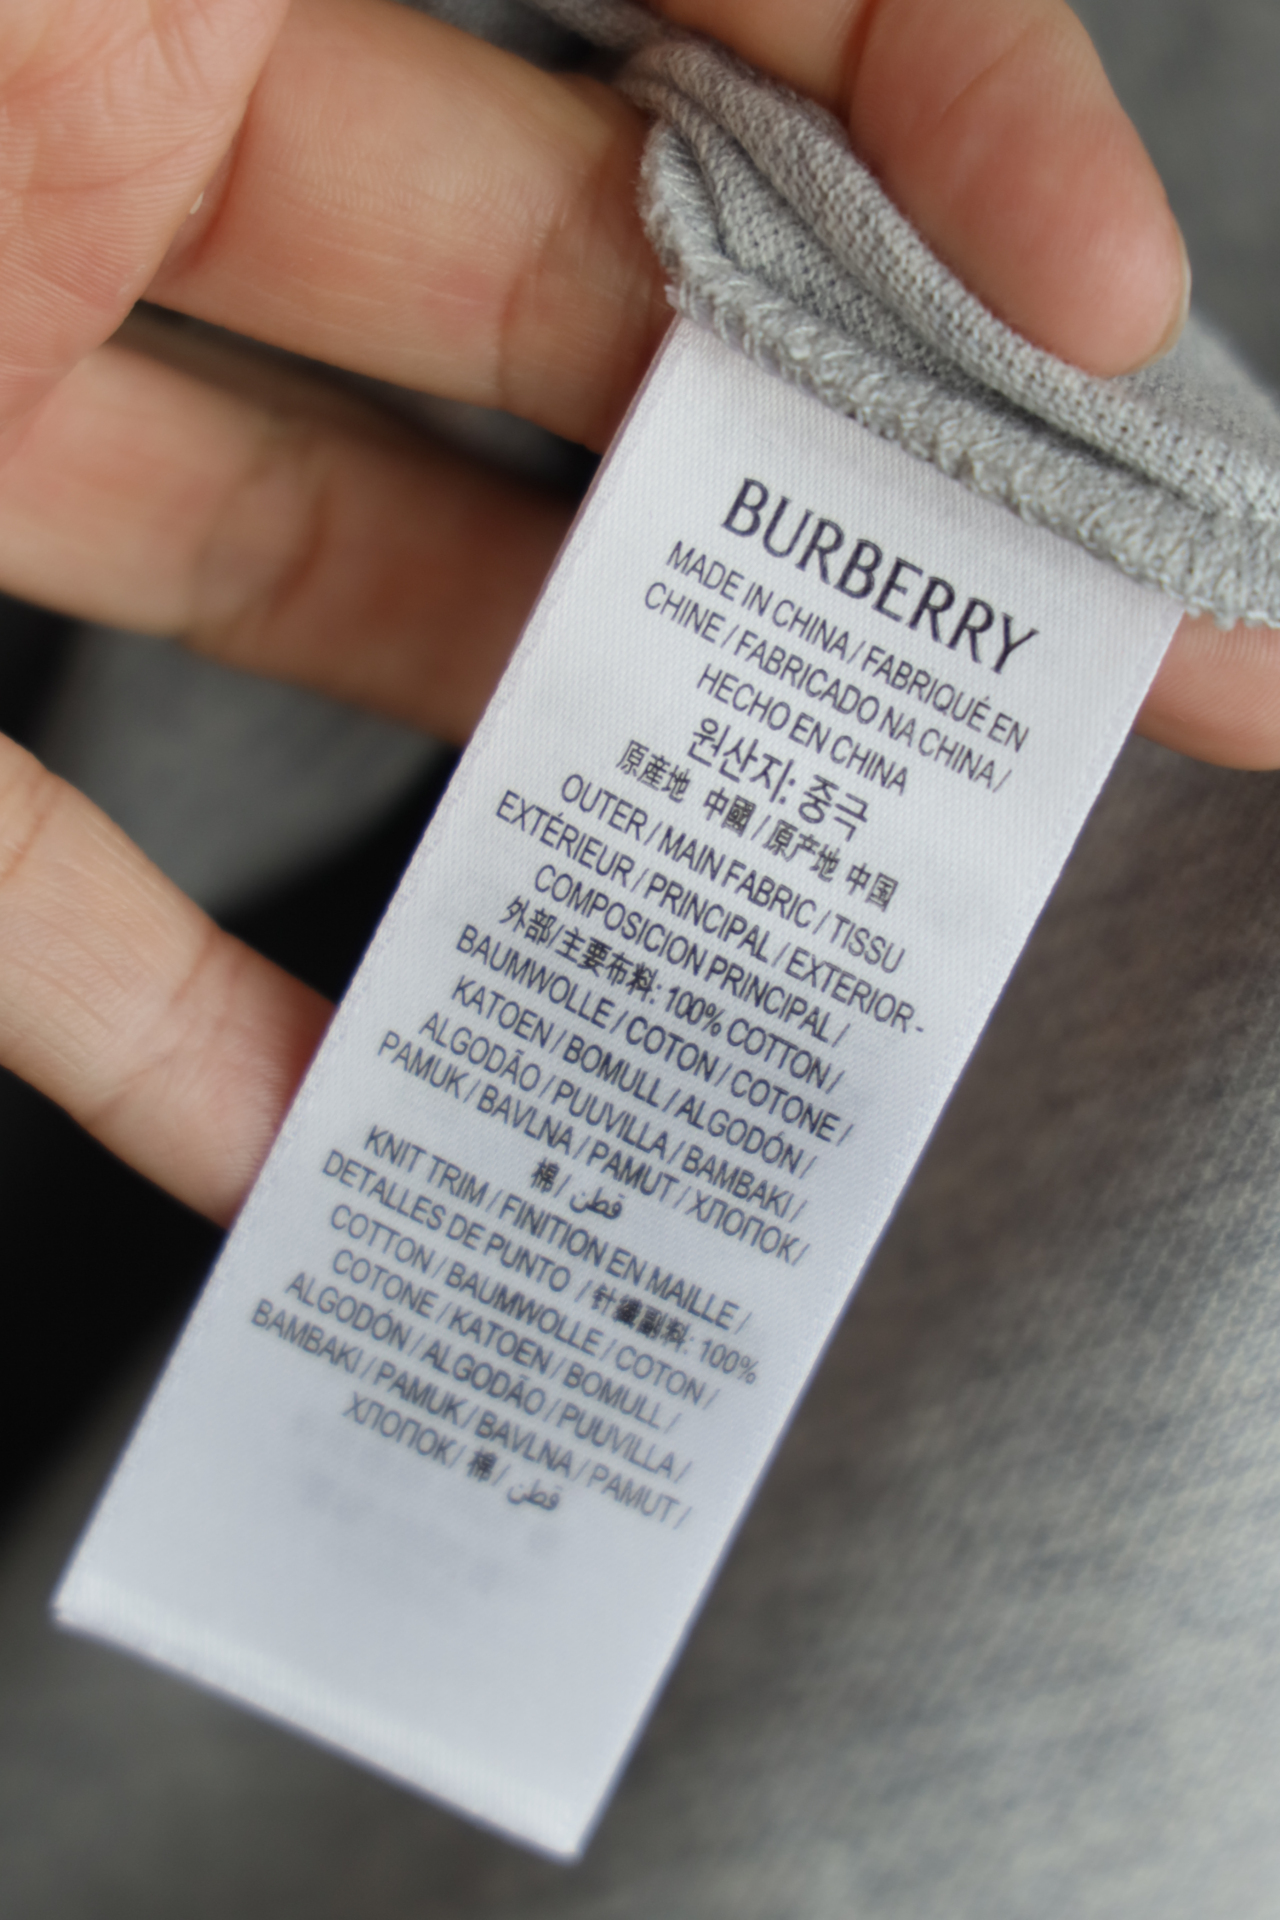 BURBERRY
MADE IN CHINA / FABRIQUÉ EN
CHINE / FABRICADO NA CHINA /
HECHO EN CHINA
원산지: 중극
原産地 中國 / 原产地 中国
OUTER / MAIN FABRIC / TISSU
EXTÉRIEUR / PRINCIPAL / EXTERIOR-
COMPOSICION PRINCIPAL /
外部/主要布料: 100% COTTON /
BAUMWOLLE / COTON / COTONE /
KATOEN / BOMULL / ALGODÓN /
ALGODÃO / PUUVILLA / BAMBAKI /
PAMUK / BAVLNA / PAMUT / ХЛОПОК /
棉 / قطن
KNIT TRIM / FINITION EN MAILLE /
DETALLES DE PUNTO / 针织副料: 100%
COTTON / BAUMWOLLE / COTON /
COTONE / KATOEN / BOMULL /
ALGODÓN / ALGODÃO / PUUVILLA /
BAMBAKI / PAMUK / BAVLNA / PAMUT /
ХЛОПОК / 棉 / قطن